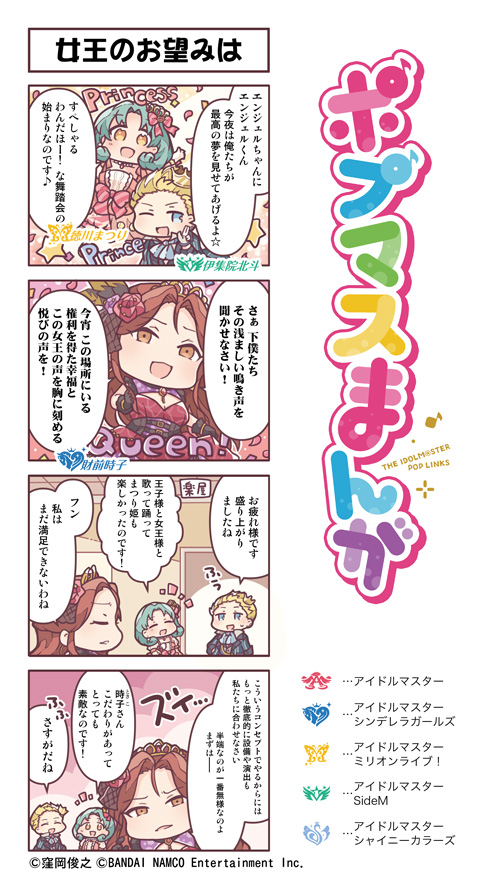 女王のお望みは
ポプマスまんが
THE IDOLM@STER
POP LINKS
Princess
エンジェルちゃんに
エンジェルくん
今夜は俺たちが
最高の夢を見せてあげるよ☆
すぺしゃる
わんだほー！な舞踏会の
始まりなのです♪
徳川まつり
Prince
伊集院北斗
さぁ 下僕たち
その浅ましい鳴き声を
聞かせなさい！
今宵 この場所にいる
権利を得た幸福と
この女王の声を胸に刻める
悦びの声を！
Queen!
財前時子
楽屋
お疲れ様です
盛り上がり
ましたね
ふぅ
王子様と女王様と
歌って踊って
まつり姫も
楽しかったのです！
フン
私は
まだ満足できないわね
こういうコンセプトでやるからには
もっと徹底的に設備や演出も
私たちに合わせなさい
半端なのが一番無様なのよ
まずは――
ズイ…
時子さん
ときこ
こだわりがあって
とっても
素敵なのです！
ふふ
さすがだね
…アイドルマスター
…アイドルマスター
シンデレラガールズ
…アイドルマスター
ミリオンライブ！
…アイドルマスター
SideM
…アイドルマスター
シャイニーカラーズ
©窪岡俊之 ©BANDAI NAMCO Entertainment Inc.